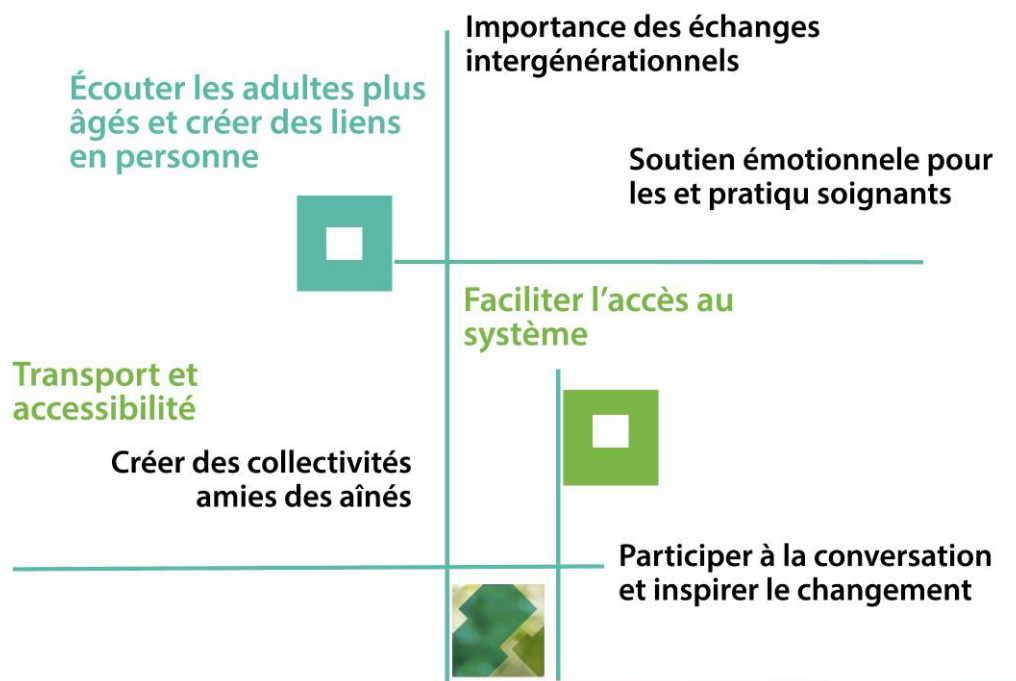 Importance des échanges
intergénérationnels
Écouter les adultes plus
âgés et créer des liens
en personne
Soutien émotionnele pour
les et pratiqu soignants
Faciliter l’accès au
système
Transport et
accessibilité
Créer des collectivités
amies des aînés
Participer à la conversation
et inspirer le changement